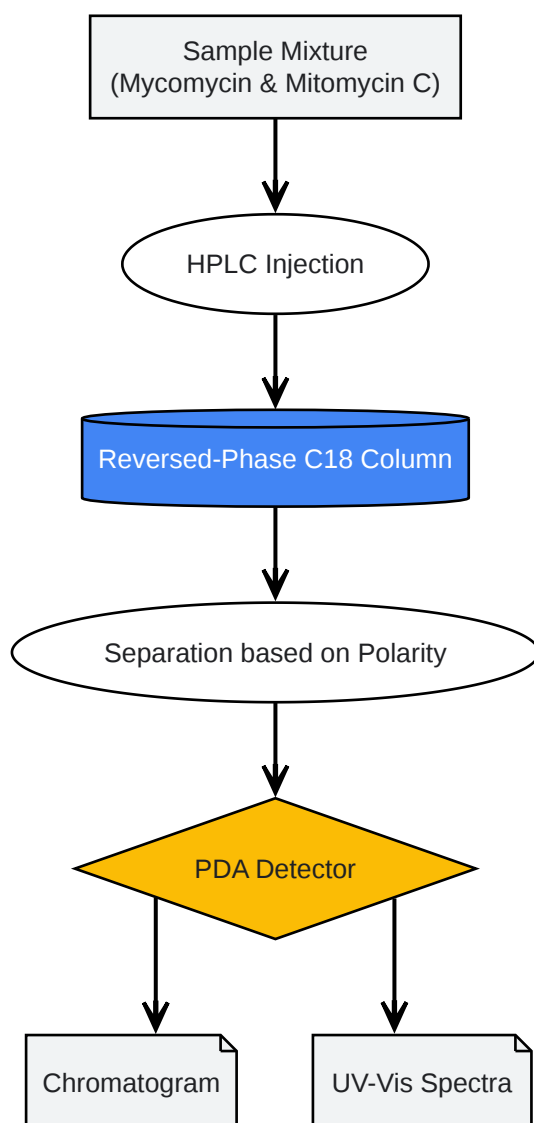 Sample Mixture
(Mycomycin & Mitomycin C)
HPLC Injection
Reversed-Phase C18 Column
Separation based on Polarity
PDA Detector
Chromatogram
UV-Vis Spectra